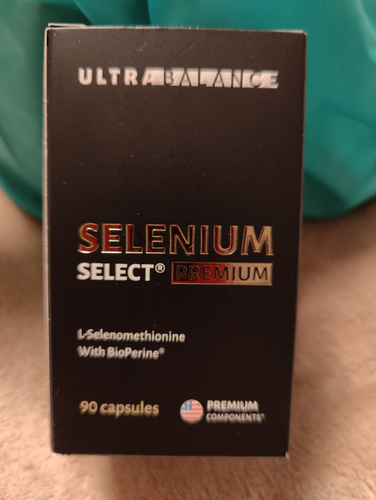 ULTRABALANCE
SELENIUM
SELECT® PREMIUM
L-Selenomethionine
With BioPerine®
90 capsules
PREMIUM
COMPONENTS*